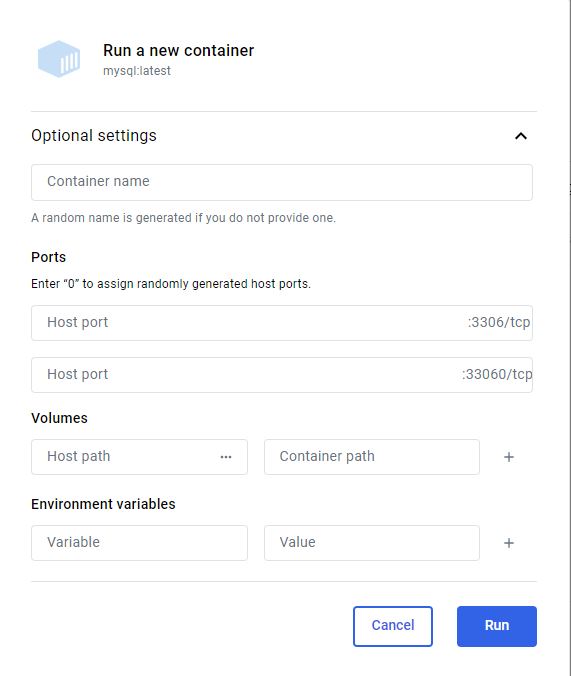 Run a new container
mysql:latest
Optional settings
Container name
A random name is generated if you do not provide one.
Ports
Enter “0” to assign randomly generated host ports.
Host port :3306/tcp
Host port :33060/tcp
Volumes
Host path ... Container path +
Environment variables
Variable Value +
Cancel Run